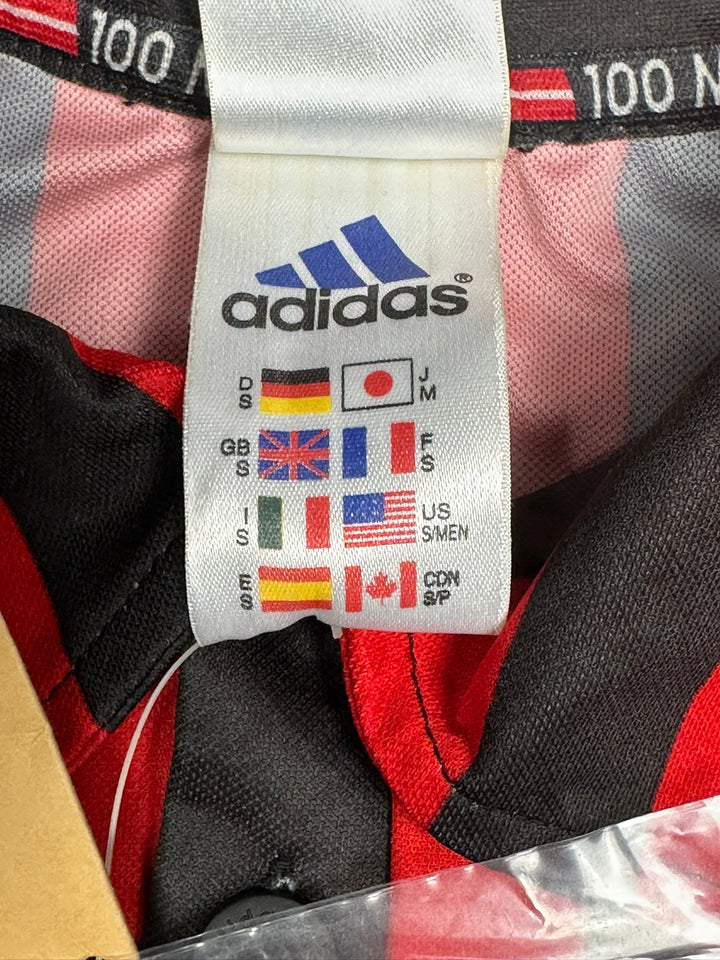 100
100 M
adidas®
D S
J M
GB S
F S
I S
US S/MEN
E S
CDN S/P